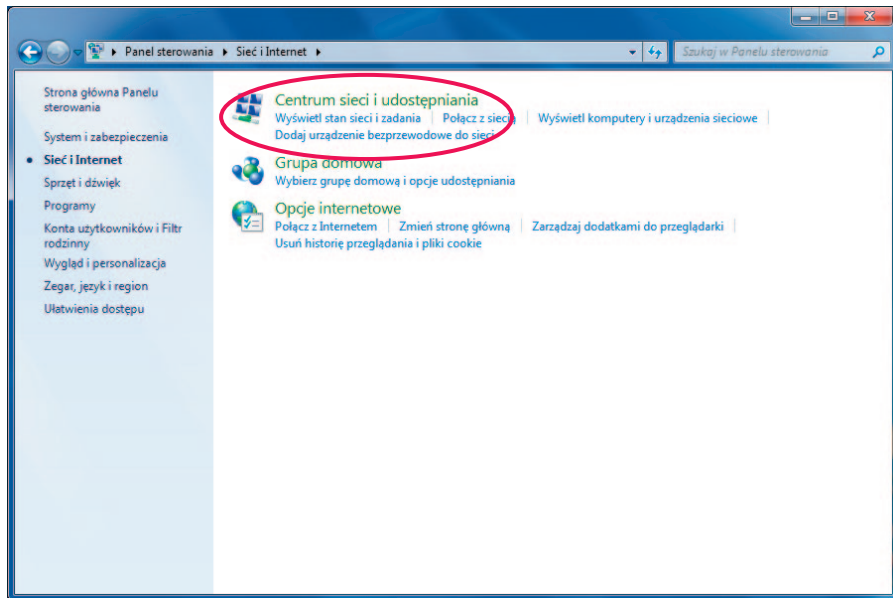 Panel sterowania ▸ Sieć i Internet ▸
Szukaj w Panelu sterowania
Strona główna Panelu
sterowania
System i zabezpieczenia
Sieć i Internet
Sprzęt i dźwięk
Programy
Konta użytkowników i Filtr
rodzinny
Wygląd i personalizacja
Zegar, język i region
Ułatwienia dostępu
Centrum sieci i udostępniania
Wyświetl stan sieci i zadania | Połącz z siecią | Wyświetl komputery i urządzenia sieciowe |
Dodaj urządzenie bezprzewodowe do sieci
Grupa domowa
Wybierz grupę domową i opcje udostępniania
Opcje internetowe
Połącz z Internetem | Zmień stronę główną | Zarządzaj dodatkami do przeglądarki |
Usuń historię przeglądania i pliki cookie